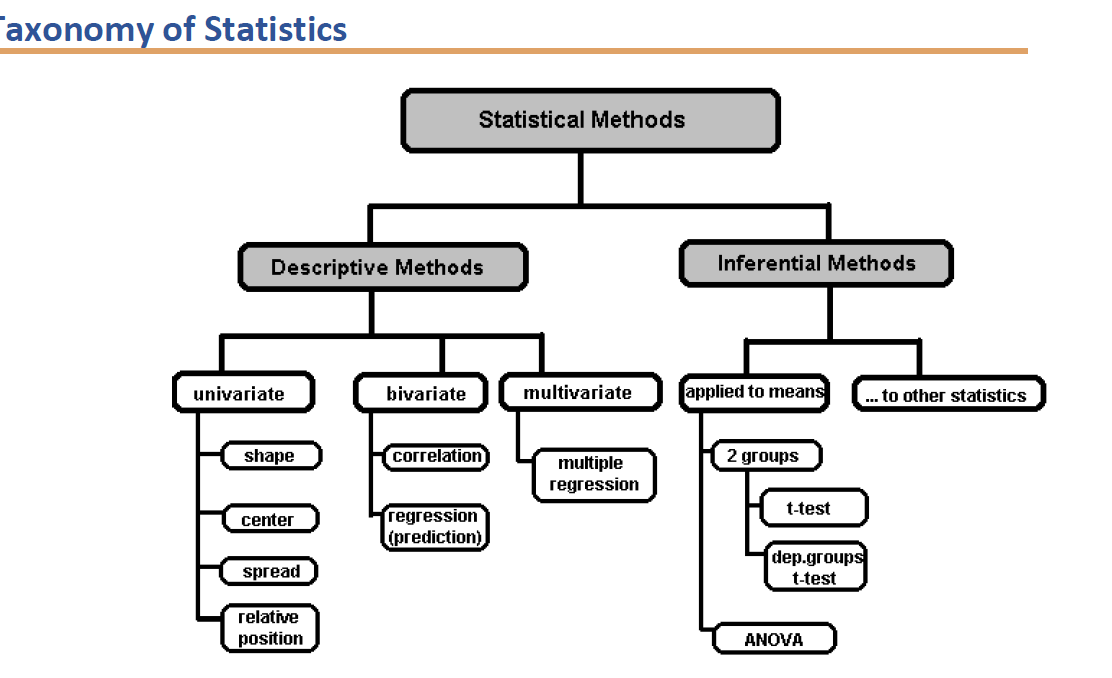 Taxonomy of Statistics
Statistical Methods
Descriptive Methods
Inferential Methods
univariate
bivariate
multivariate
applied to means
... to other statistics
shape
center
spread
relative
position
correlation
regression
(prediction)
multiple
regression
2 groups
t-test
dep.groups
t-test
ANOVA